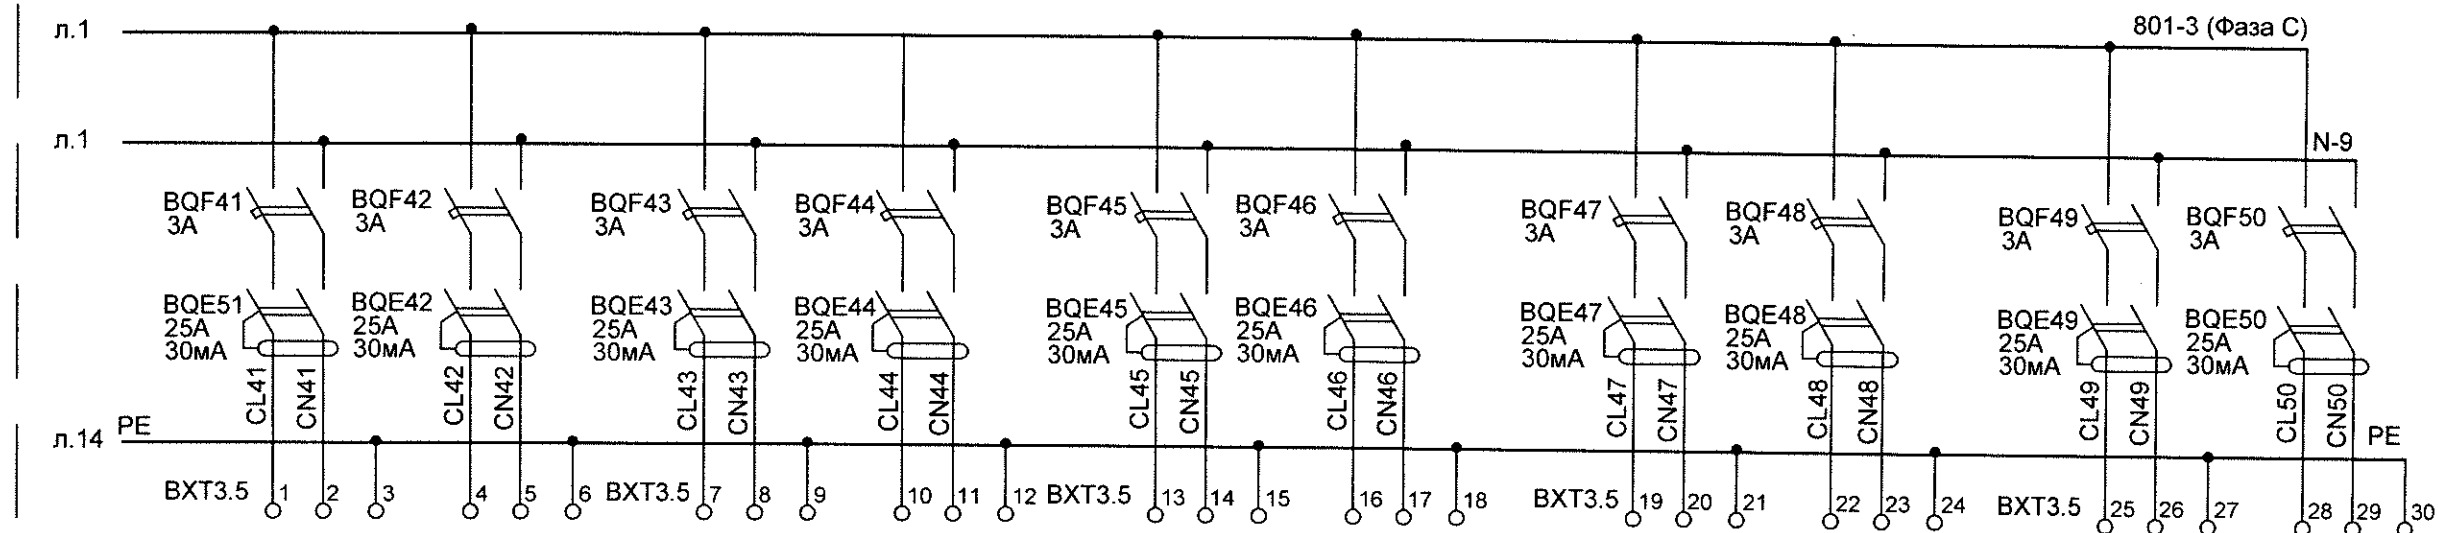 л.1
801-3 (Фаза C)
л.1
N-9
BQF41
3A
BQF42
3A
BQF43
3A
BQF44
3A
BQF45
3A
BQF46
3A
BQF47
3A
BQF48
3A
BQF49
3A
BQF50
3A
BQE51
25A
30мА
BQE42
25A
30мА
BQE43
25A
30мА
BQE44
25A
30мА
BQE45
25A
30мА
BQE46
25A
30мА
BQE47
25A
30мА
BQE48
25A
30мА
BQE49
25A
30мА
BQE50
25A
30мА
CL41
CN41
CL42
CN42
CL43
CN43
CL44
CN44
CL45
CN45
CL46
CN46
CL47
CN47
CL48
CN48
CL49
CN49
CL50
CN50
л.14 PE
PE
BXT3.5 1 2 3 4 5 6
BXT3.5 7 8 9 10 11 12
BXT3.5 13 14 15 16 17 18
BXT3.5 19 20 21 22 23 24
BXT3.5 25 26 27 28 29 30